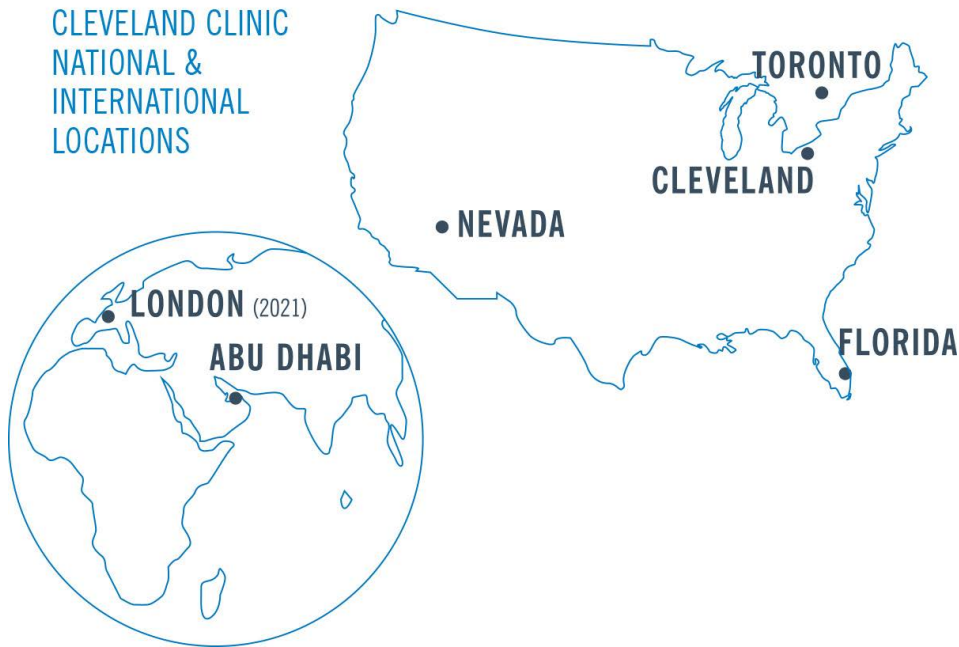 CLEVELAND CLINIC
NATIONAL &
INTERNATIONAL
LOCATIONS
TORONTO
CLEVELAND
NEVADA
FLORIDA
LONDON (2021)
ABU DHABI